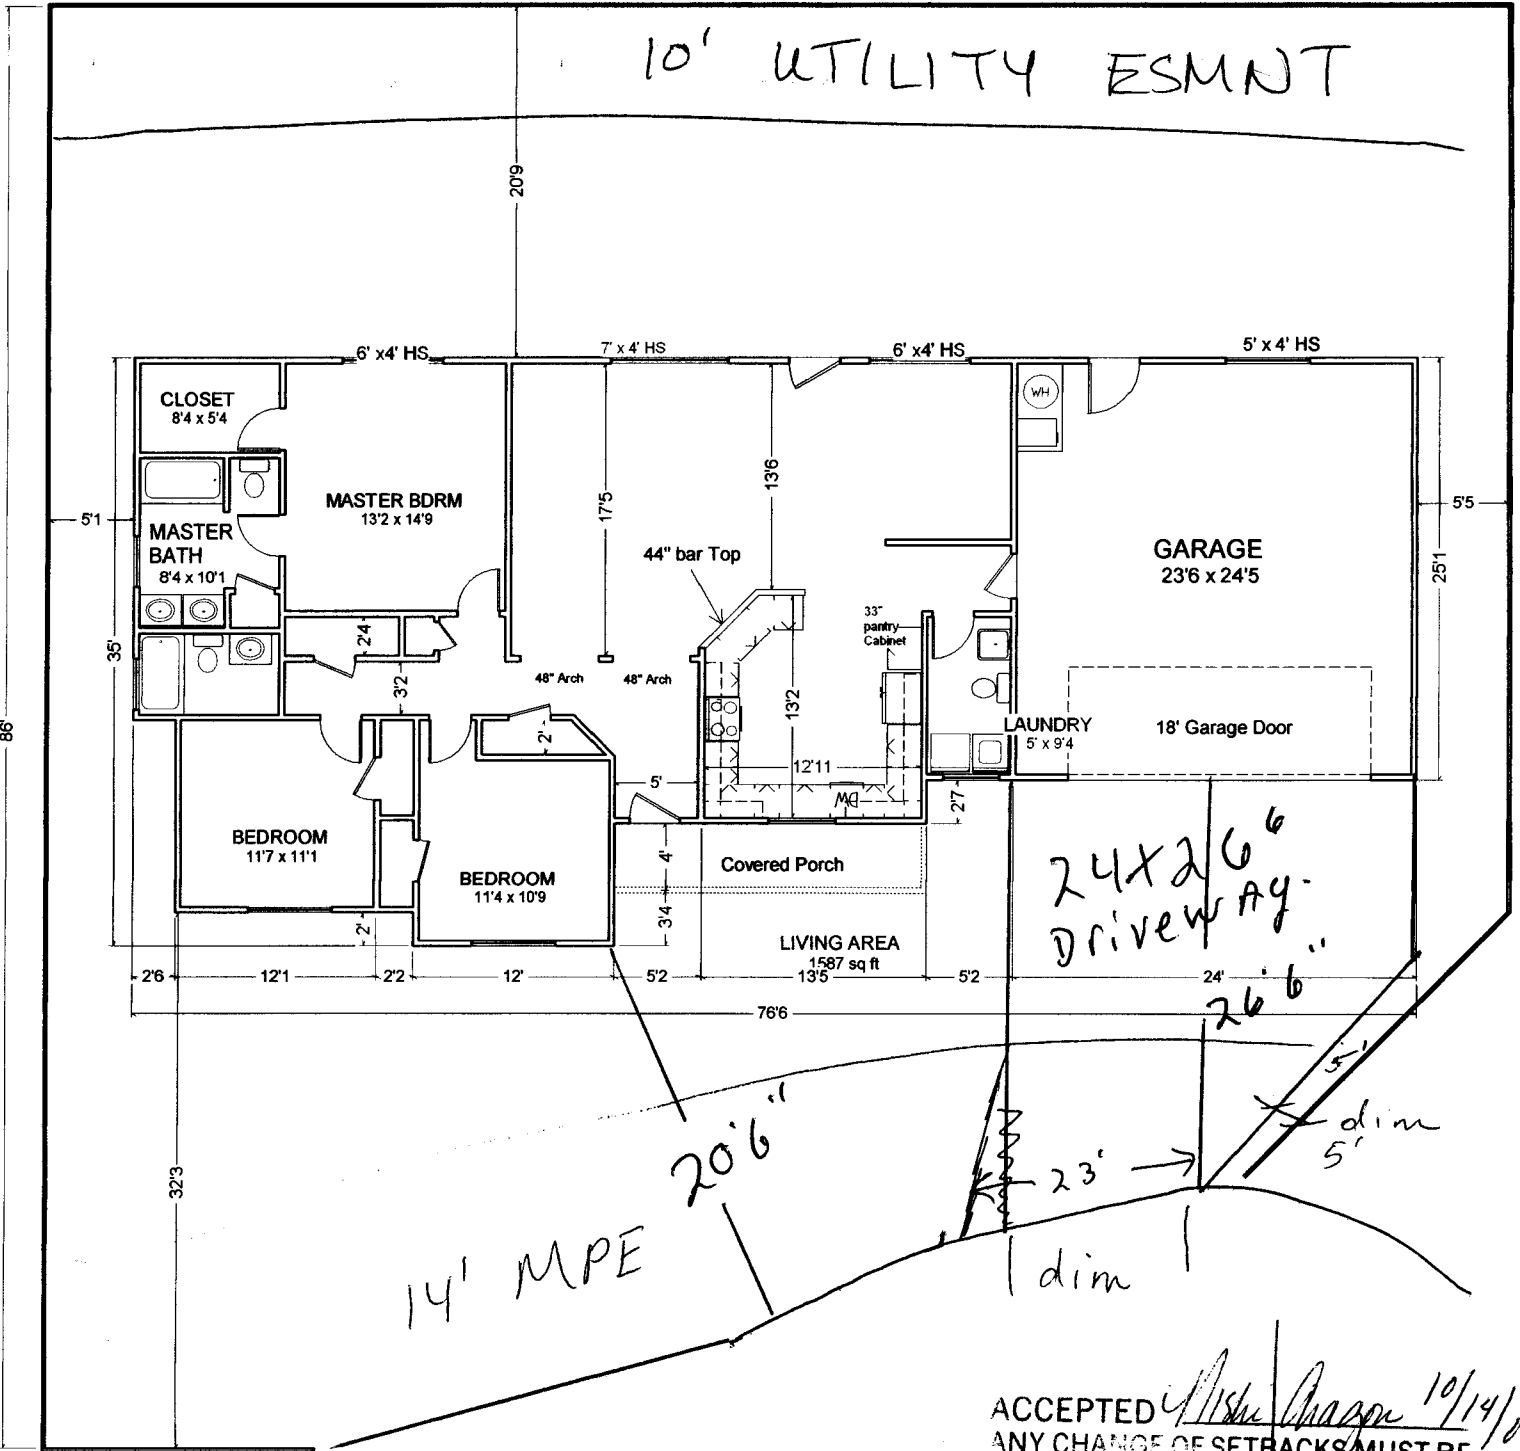 10' UTILITY ESMNT
20'9
6' x4' HS
7' x 4' HS
6' x4' HS
5' x 4' HS
CLOSET
8'4 x 5'4
WH
MASTER BDRM
13'2 x 14'9
17'5
13'6
5'1
5'5
MASTER
BATH
8'4 x 10'1
44" bar Top
GARAGE
23'6 x 24'5
25'1
33"
pantry
Cabinet
35'
2'4
3'2
48" Arch
48" Arch
13'2
86'
2'
LAUNDRY
5' x 9'4
18' Garage Door
12'11
5'
DW
2'7
BEDROOM
11'7 x 11'1
BEDROOM
11'4 x 10'9
4'
Covered Porch
24X26'6"
Driveway
2'
3'4
LIVING AREA
1587 sq ft
2'6
12'1
2'2
12'
5'2
13'5
5'2
24'
76'6
26'6"
5'
dim
5'
20'6"
23'
32'3
14' MPE
dim
ACCEPTED 10/14/
ANY CHANGE OF SETBACKS MUST BE